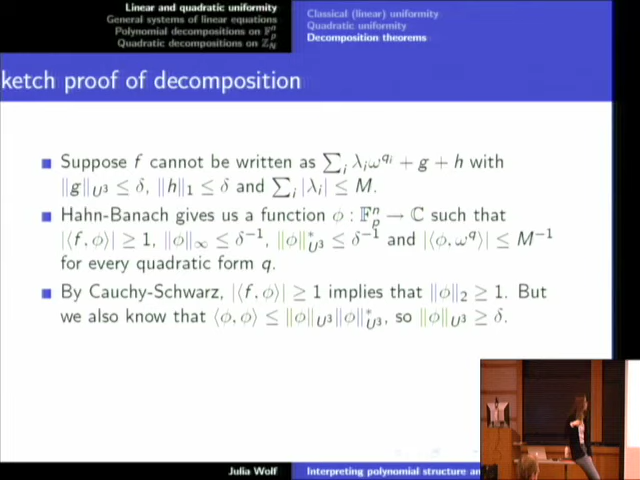 Linear and quadratic uniformity
General systems of linear equations
Polynomial decompositions on 𝔽ₚⁿ
Quadratic decompositions on ℤ_N
Classical (linear) uniformity
Quadratic uniformity
Decomposition theorems
ketch proof of decomposition
Suppose f cannot be written as ∑ᵢ λᵢω^{qᵢ} + g + h with
‖g‖_{U³} ≤ δ, ‖h‖₁ ≤ δ and ∑ᵢ |λᵢ| ≤ M.
Hahn-Banach gives us a function ϕ : 𝔽ₚⁿ → ℂ such that
|⟨f, ϕ⟩| ≥ 1, ‖ϕ‖_∞ ≤ δ⁻¹, ‖ϕ‖*_{U³} ≤ δ⁻¹ and |⟨ϕ, ω^q⟩| ≤ M⁻¹
for every quadratic form q.
By Cauchy-Schwarz, |⟨f, ϕ⟩| ≥ 1 implies that ‖ϕ‖₂ ≥ 1. But
we also know that ⟨ϕ, ϕ⟩ ≤ ‖ϕ‖_{U³}‖ϕ‖*_{U³}, so ‖ϕ‖_{U³} ≥ δ.
Julia Wolf
Interpreting polynomial structure an